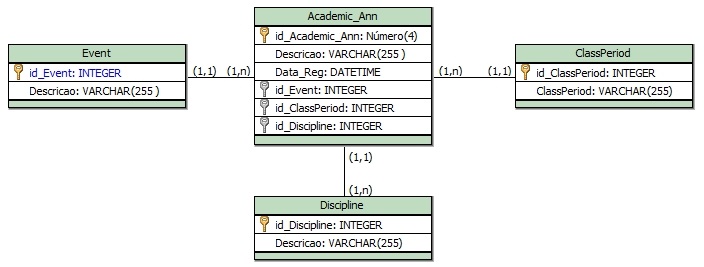 Academic_Ann
id_Academic_Ann: Número(4)
Descricao: VARCHAR(255 )
Data_Reg: DATETIME
id_Event: INTEGER
id_ClassPeriod: INTEGER
id_Discipline: INTEGER
Event
id_Event: INTEGER
Descricao: VARCHAR(255 )
(1,1)
(1,n)
(1,n)
(1,1)
ClassPeriod
id_ClassPeriod: INTEGER
ClassPeriod: VARCHAR(255)
(1,1)
(1,n)
Discipline
id_Discipline: INTEGER
Descricao: VARCHAR(255)